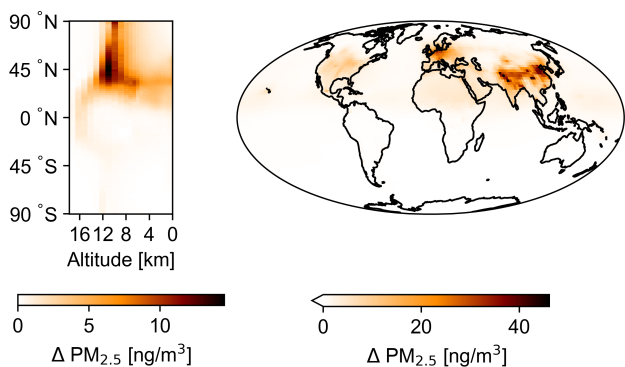 90 °N
45 °N
0 °N
45 °S
90 °S
16 12 8 4 0
Altitude [km]
0 5 10
Δ PM₂.₅ [ng/m³]
0 20 40
Δ PM₂.₅ [ng/m³]